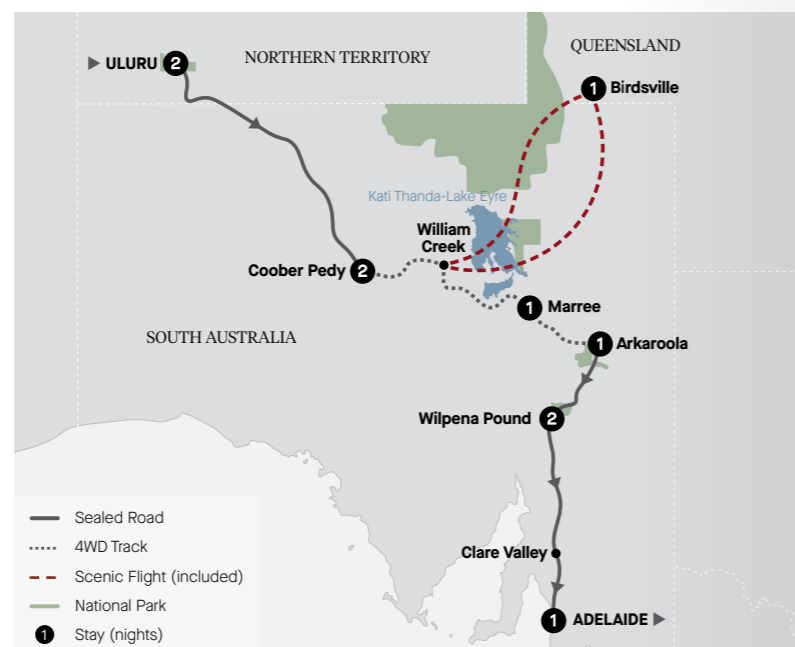 NORTHERN TERRITORY
QUEENSLAND
▶ ULURU 2
1 Birdsville
Kati Thanda-Lake Eyre
William
Creek
Coober Pedy 2
1 Marree
SOUTH AUSTRALIA
1 Arkaroola
Wilpena Pound 2
Clare Valley
1 ADELAIDE ▶
Sealed Road
4WD Track
Scenic Flight (included)
National Park
1 Stay (nights)